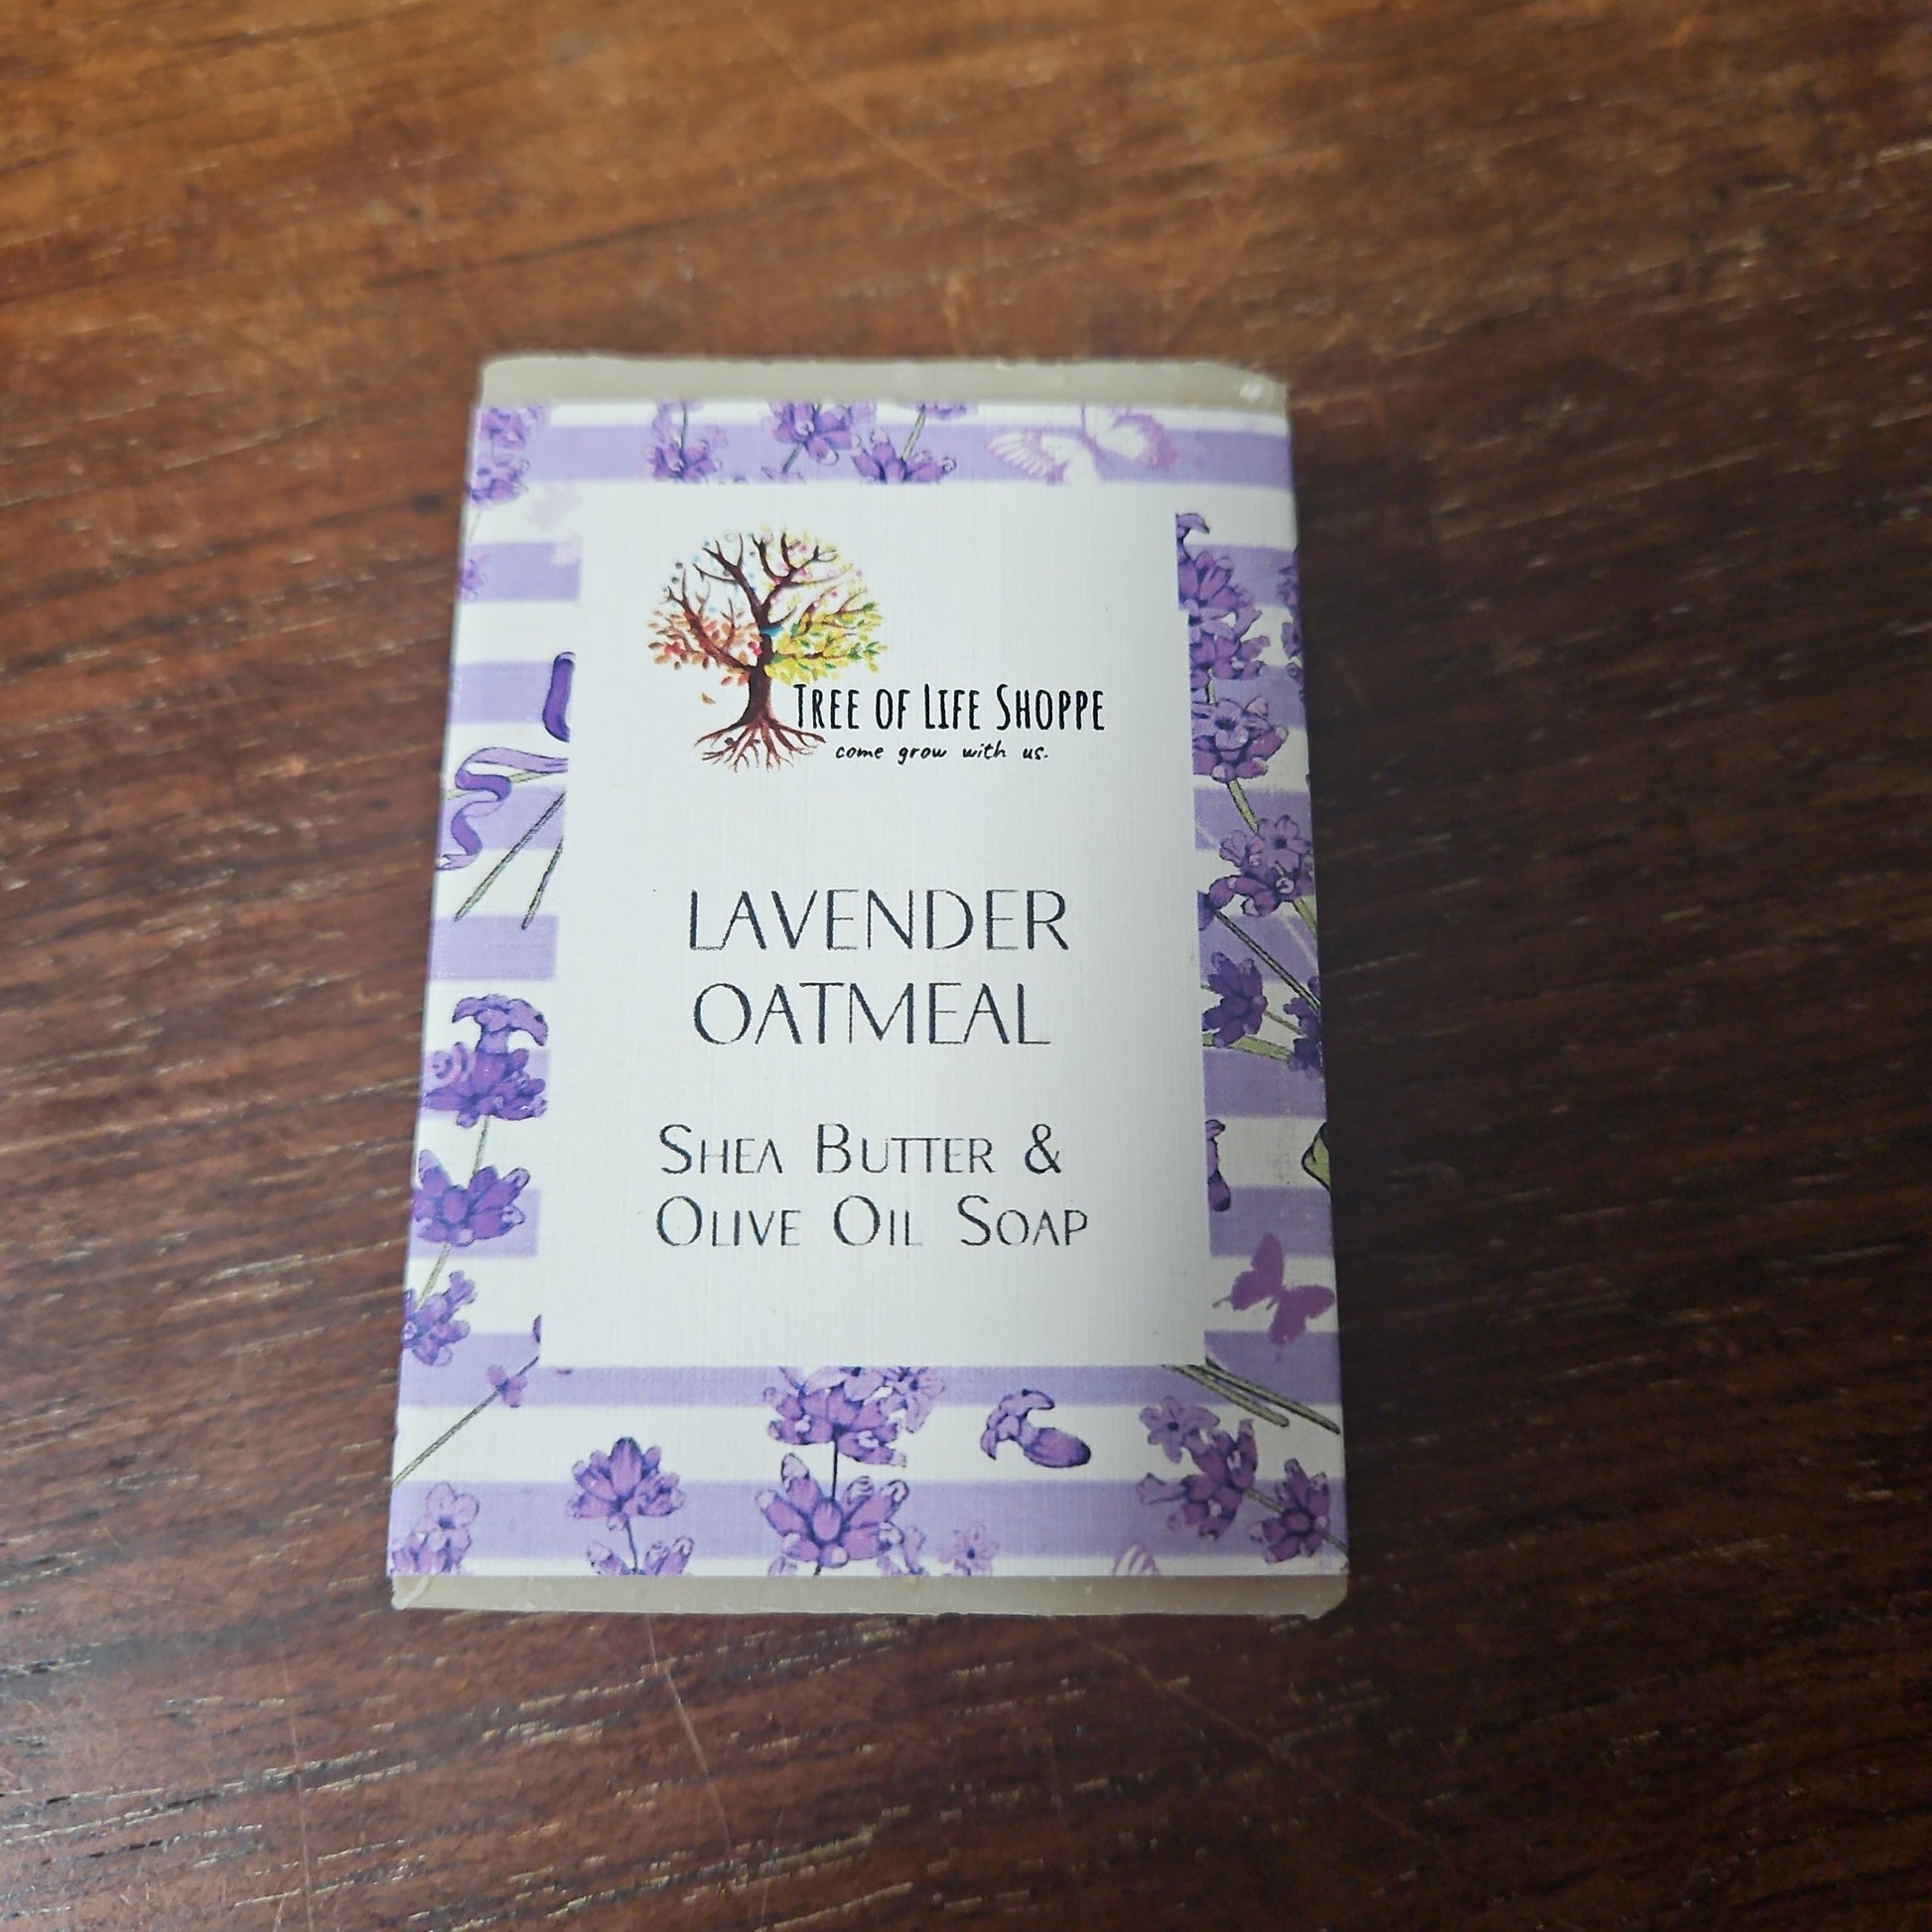 TREE OF LIFE SHOPPE
come grow with us.
LAVENDER
OATMEAL
SHEA BUTTER &
OLIVE OIL SOAP